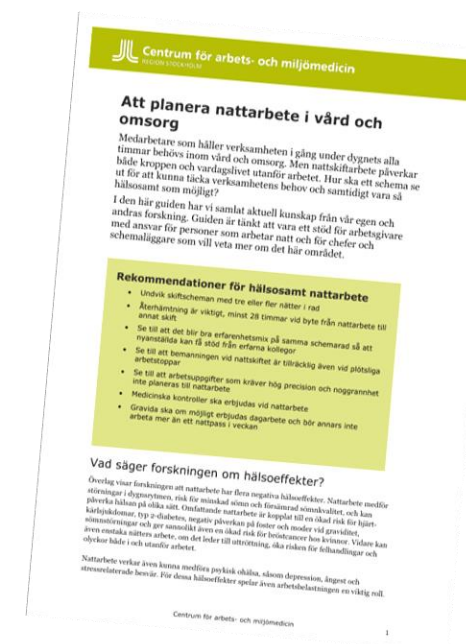 Centrum för arbets- och miljömedicin
REGION STOCKHOLM
Att planera nattarbete i vård och
omsorg
Medarbetare som håller verksamheten i gång under dygnets alla
timmar behövs inom vård och omsorg. Men nattskiftarbete påverkar
både kroppen och vardagslivet utanför arbetet. Hur ska ett schema se
ut för att kunna täcka verksamhetens behov och samtidigt vara så
hälsosamt som möjligt?
I den här guiden har vi samlat aktuell kunskap från vår egen och
andras forskning. Guiden är tänkt att vara ett stöd för arbetsgivare
med ansvar för personer som arbetar natt och för chefer och
schemaläggare som vill veta mer om det här området.
Rekommendationer för hälsosamt nattarbete
• Undvik skiftscheman med tre eller fler nätter i rad
• Återhämtning är viktigt, minst 28 timmar vid byte från nattarbete till
annat skift
• Se till att det blir bra erfarenhetsmix på samma schemarad så att
nyanställda kan få stöd från erfarna kollegor
• Se till att bemanningen vid nattskiftet är tillräcklig även vid plötsliga
arbetstoppar
• Se till att arbetsuppgifter som kräver hög precision och noggrannhet
inte planeras till nattarbete
• Medicinska kontroller ska erbjudas vid nattarbete
• Gravida ska om möjligt erbjudas dagarbete och bör annars inte
arbeta mer än ett nattpass i veckan
Vad säger forskningen om hälsoeffekter?
Överlag visar forskningen att nattarbete har flera negativa hälsoeffekter. Nattarbete medför
störningar i dygnsrytmen, risk för minskad sömn och försämrad sömnkvalitet, och kan
påverka hälsan på olika sätt. Omfattande nattarbete är kopplat till en ökad risk för hjärt-
kärlsjukdomar, typ 2-diabetes, negativ påverkan på foster och moder vid graviditet,
sömnstörningar och ger sannolikt även en ökad risk för bröstcancer hos kvinnor. Vidare kan
även enstaka nätters arbete, om det leder till uttröttning, öka risken för felhandlingar och
olyckor både i och utanför arbetet.
Nattarbete verkar även kunna medföra psykisk ohälsa, såsom depression, ångest och
stressrelaterade besvär. För dessa hälsoeffekter spelar även arbetsbelastningen en viktig roll.
Centrum för arbets- och miljömedicin
1